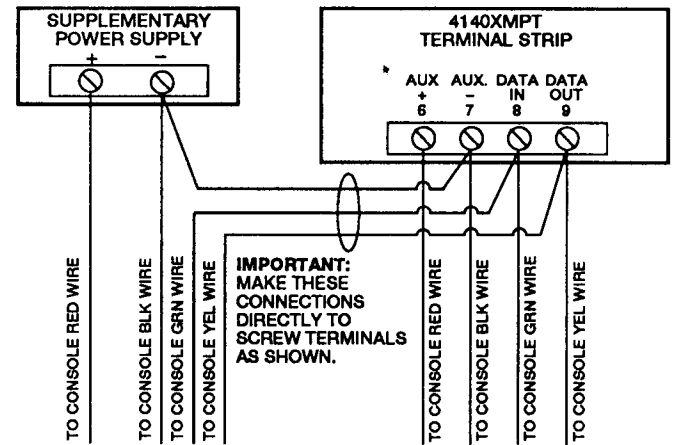 SUPPLEMENTARY
POWER SUPPLY
+ −
4140XMPT
TERMINAL STRIP
AUX AUX. DATA DATA
+ − IN OUT
6 7 8 9
IMPORTANT:
MAKE THESE
CONNECTIONS
DIRECTLY TO
SCREW TERMINALS
AS SHOWN.
TO CONSOLE RED WIRE
TO CONSOLE BLK WIRE
TO CONSOLE GRN WIRE
TO CONSOLE YEL WIRE
TO CONSOLE RED WIRE
TO CONSOLE BLK WIRE
TO CONSOLE GRN WIRE
TO CONSOLE YEL WIRE